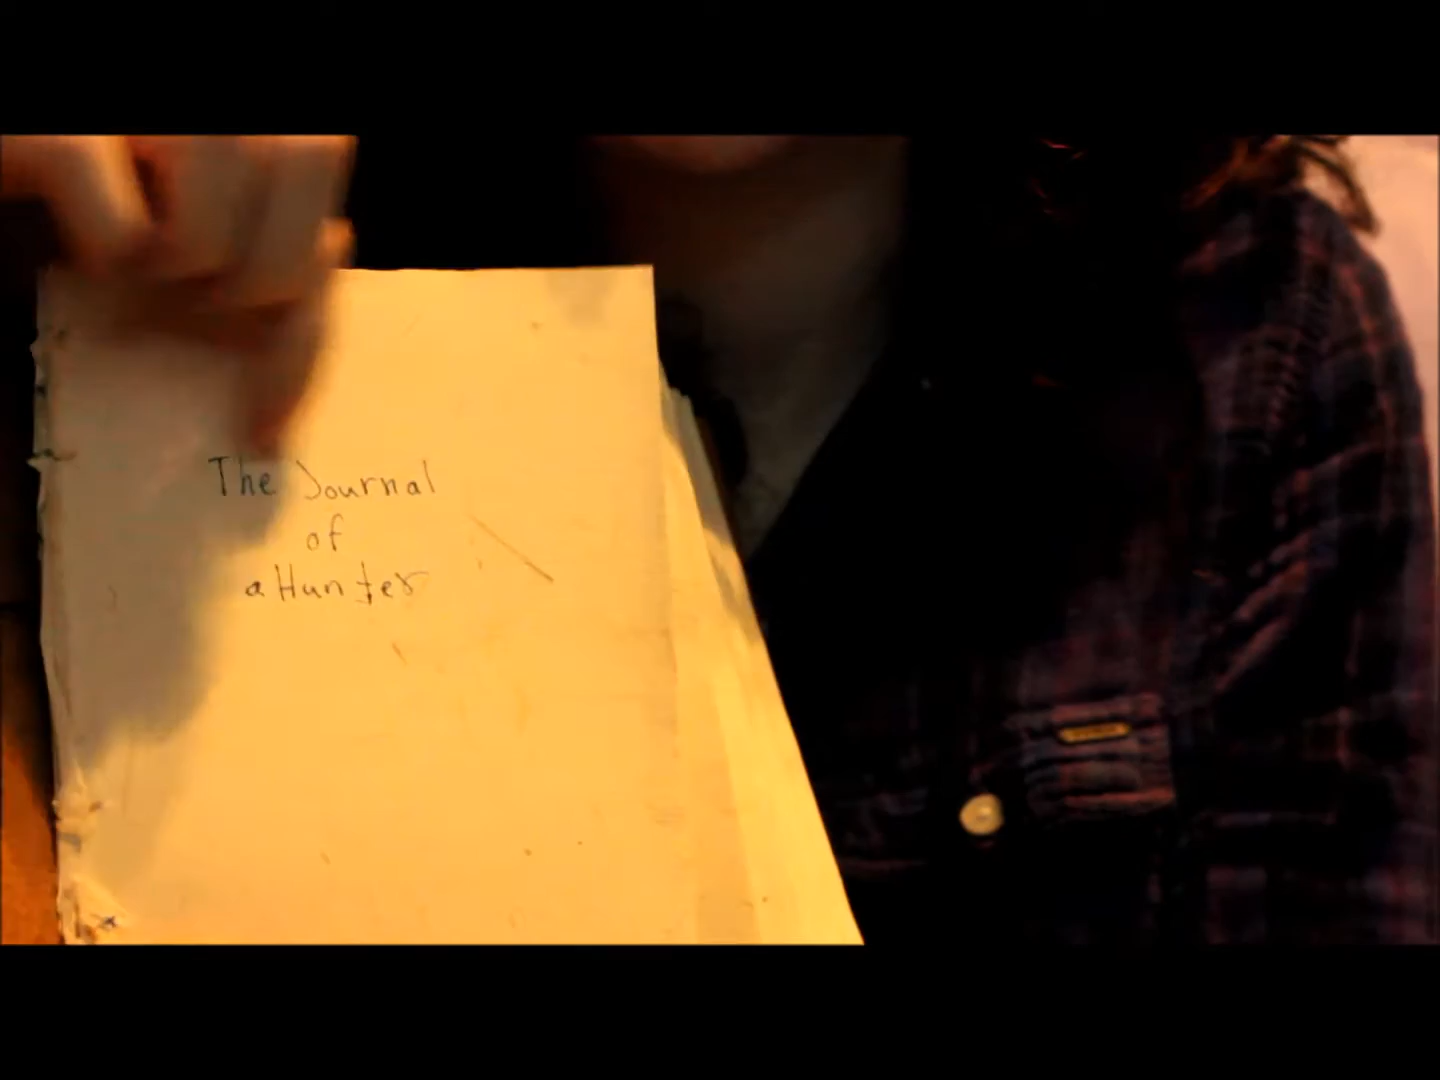 The Journal
of
a Hunter